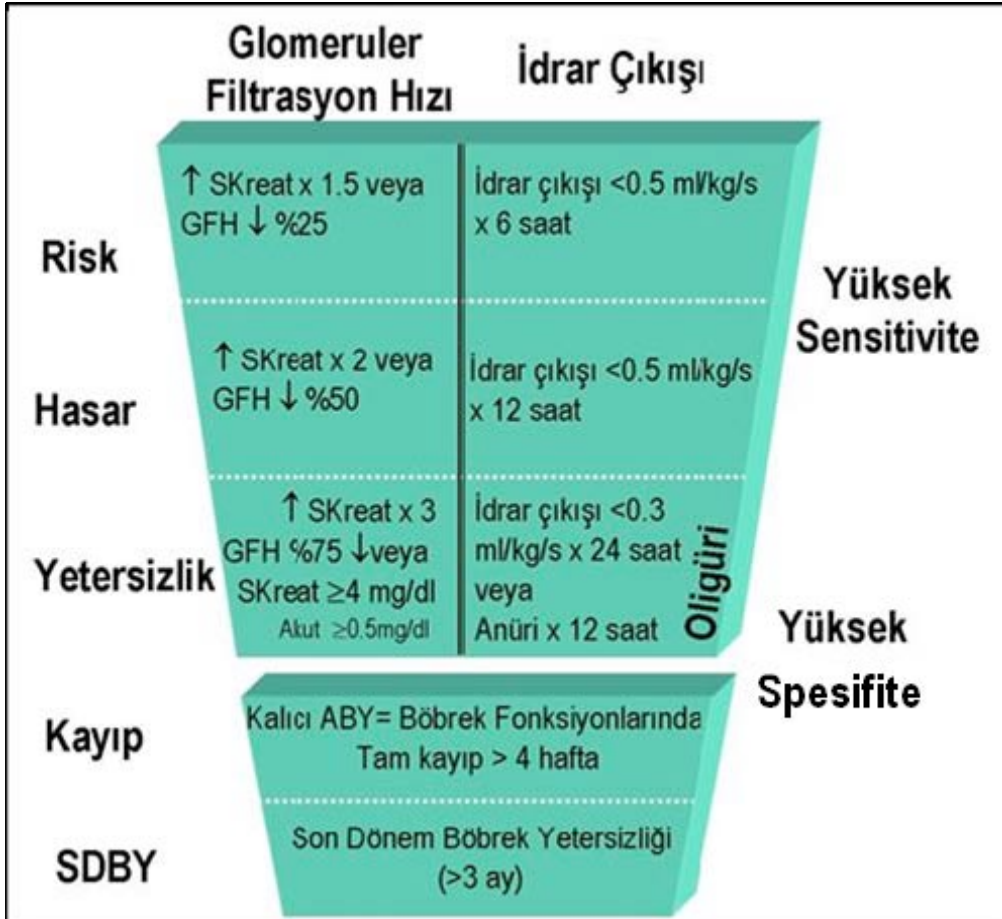 Glomeruler
Filtrasyon Hızı
İdrar Çıkışı
Risk
↑ SKreat x 1.5 veya
GFH ↓ %25
İdrar çıkışı <0.5 ml/kg/s
x 6 saat
Yüksek
Sensitivite
Hasar
↑ SKreat x 2 veya
GFH ↓ %50
İdrar çıkışı <0.5 ml/kg/s
x 12 saat
Yetersizlik
↑ SKreat x 3
GFH %75 ↓veya
SKreat ≥4 mg/dl
Akut ≥0.5mg/dl
İdrar çıkışı <0.3
ml/kg/s x 24 saat
veya
Anüri x 12 saat
Oligüri
Yüksek
Spesifite
Kayıp
Kalıcı ABY= Böbrek Fonksiyonlarında
Tam kayıp > 4 hafta
SDBY
Son Dönem Böbrek Yetersizliği
(>3 ay)